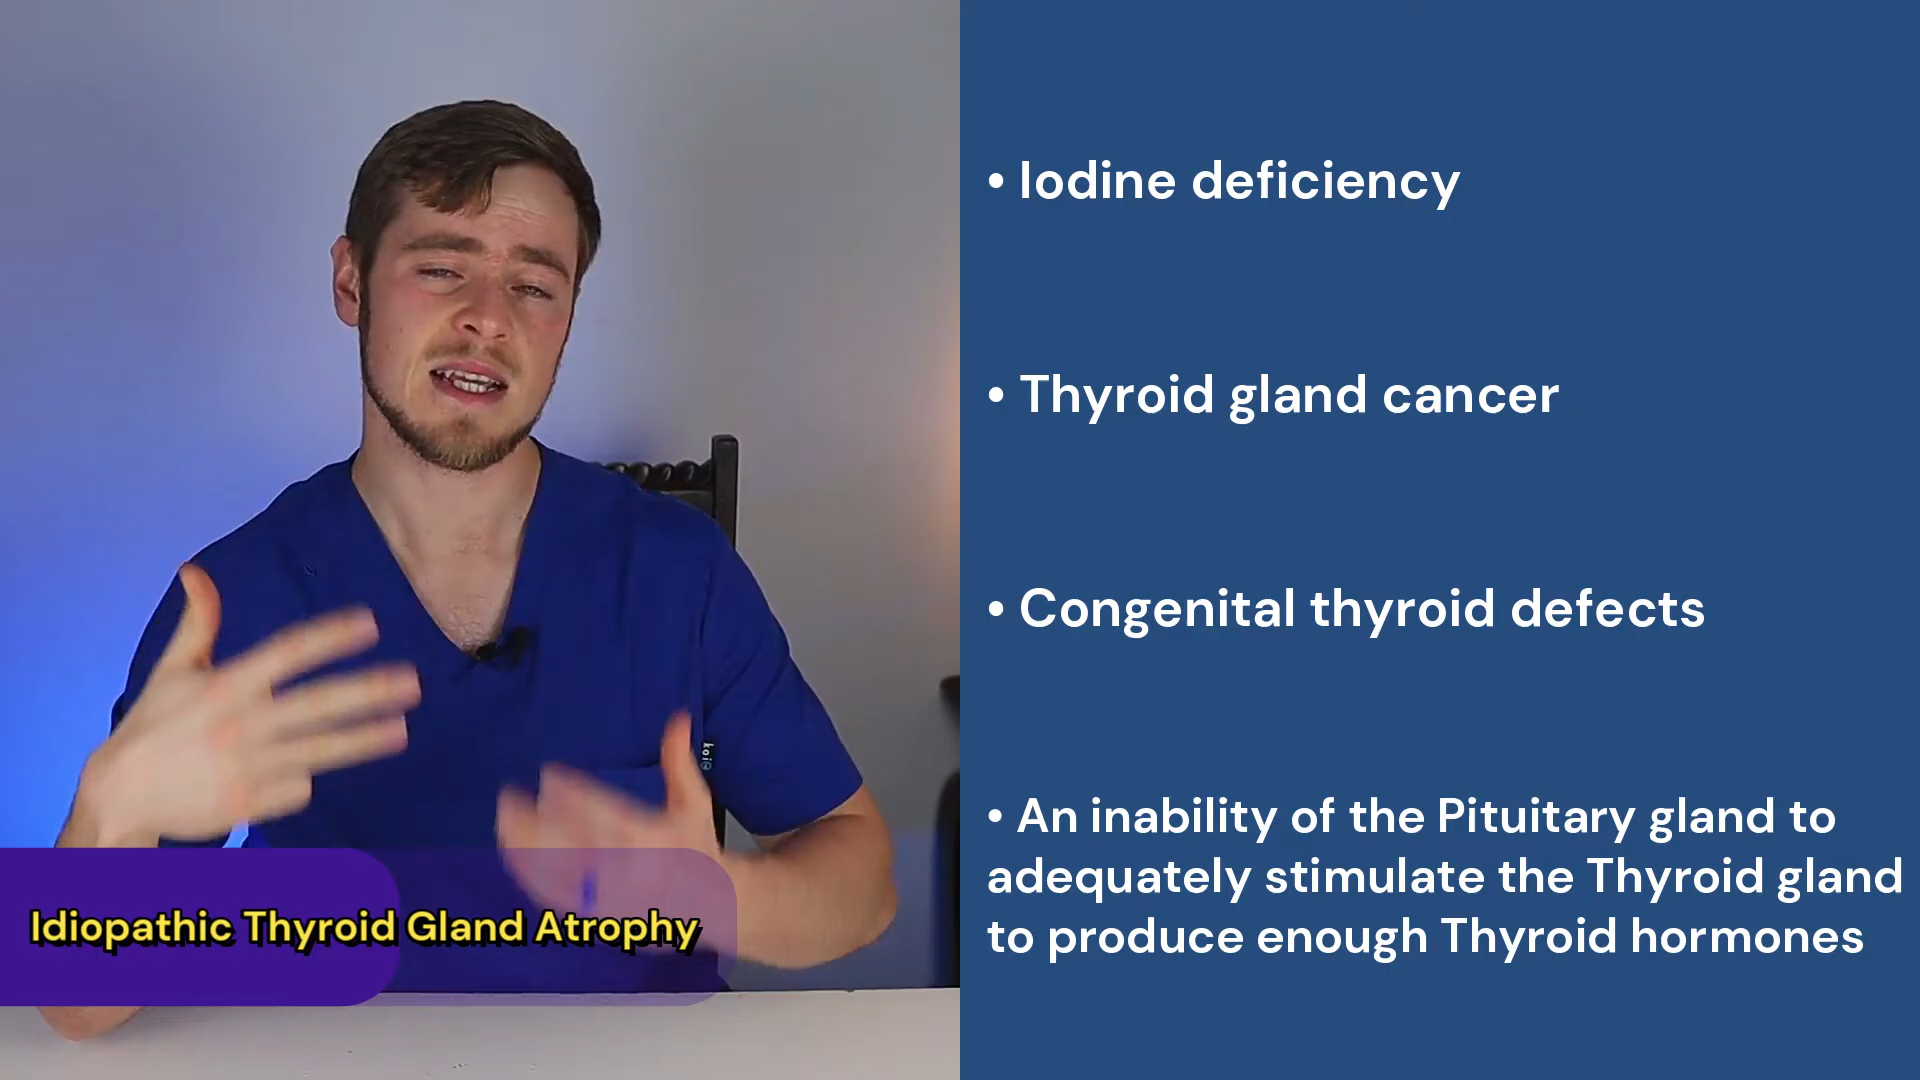 • Iodine deficiency
• Thyroid gland cancer
• Congenital thyroid defects
• An inability of the Pituitary gland to
adequately stimulate the Thyroid gland
to produce enough Thyroid hormones
Idiopathic Thyroid Gland Atrophy
koi